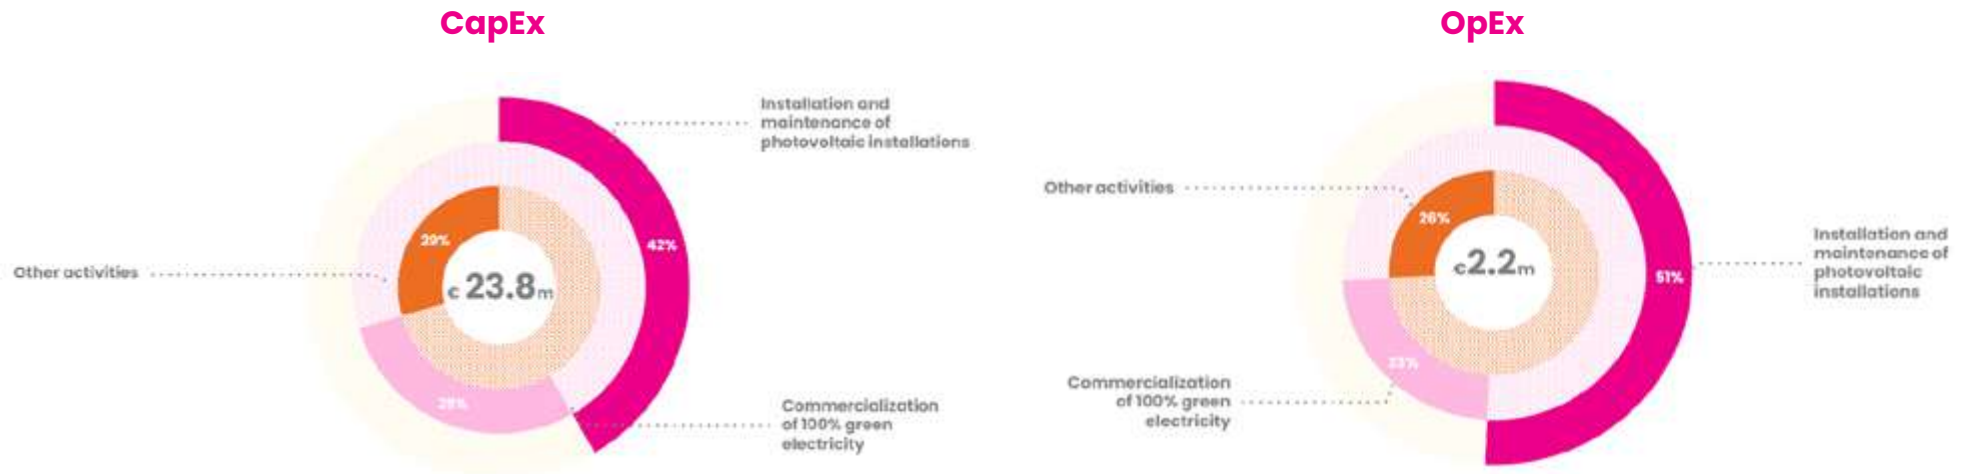 CapEx
Installation and
maintenance of
photovoltaic installations
42%
29%
Other activities
€ 23.8m
29%
Commercialization
of 100% green
electricity
OpEx
Other activities
26%
€2.2m
Installation and
maintenance of
photovoltaic
installations
51%
23%
Commercialization
of 100% green
electricity